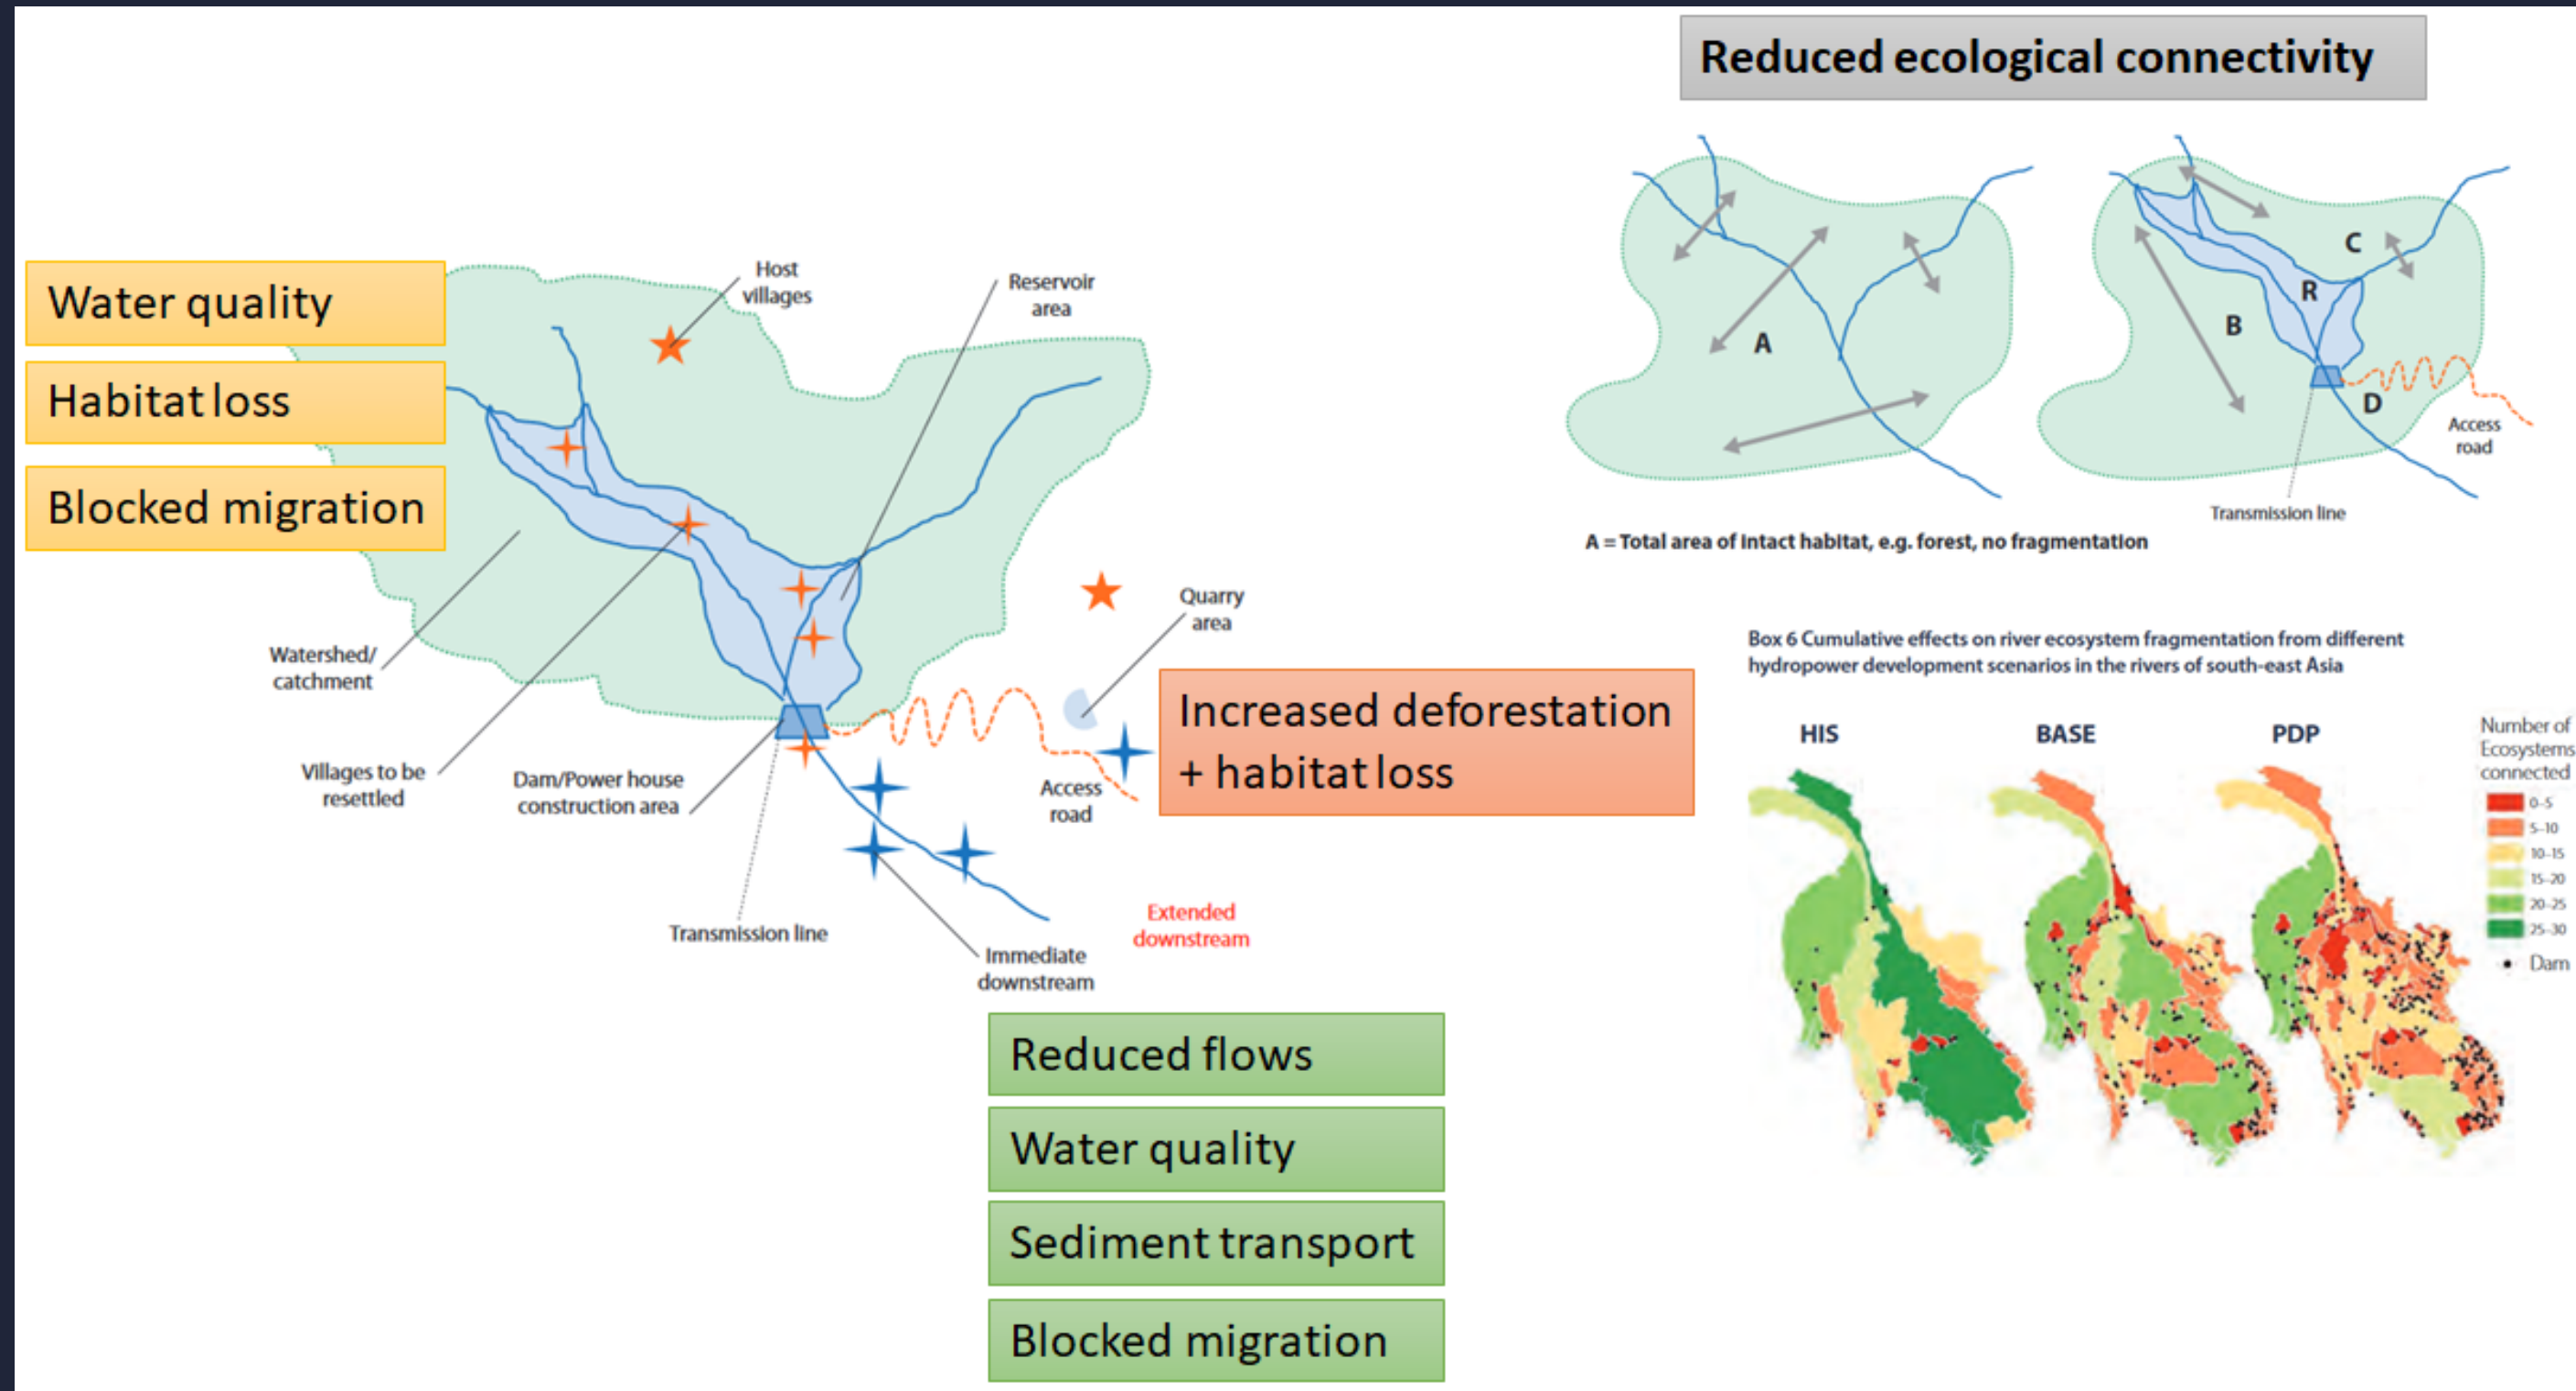 Reduced ecological connectivity
Water quality
Habitat loss
Blocked migration
Host
villages
Reservoir
area
Watershed/
catchment
Villages to be
resettled
Dam/Power house
construction area
Transmission line
Immediate
downstream
Extended
downstream
Quarry
area
Access
road
Increased deforestation
+ habitat loss
Reduced flows
Water quality
Sediment transport
Blocked migration
A
B
C
R
D
Access
road
Transmission line
A = Total area of intact habitat, e.g. forest, no fragmentation
Box 6 Cumulative effects on river ecosystem fragmentation from different
hydropower development scenarios in the rivers of south-east Asia
HIS
BASE
PDP
Number of
Ecosystems
connected
0-5
5-10
10-15
15-20
20-25
25-30
Dam